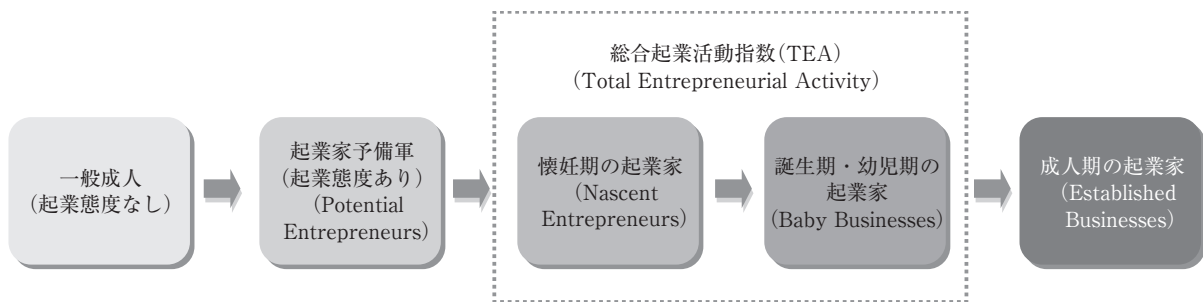 総合起業活動指数(TEA)
(Total Entrepreneurial Activity)
一般成人
(起業態度なし)
起業家予備軍
(起業態度あり)
(Potential
Entrepreneurs)
懐妊期の起業家
(Nascent
Entrepreneurs)
誕生期・幼児期の
起業家
(Baby Businesses)
成人期の起業家
(Established
Businesses)